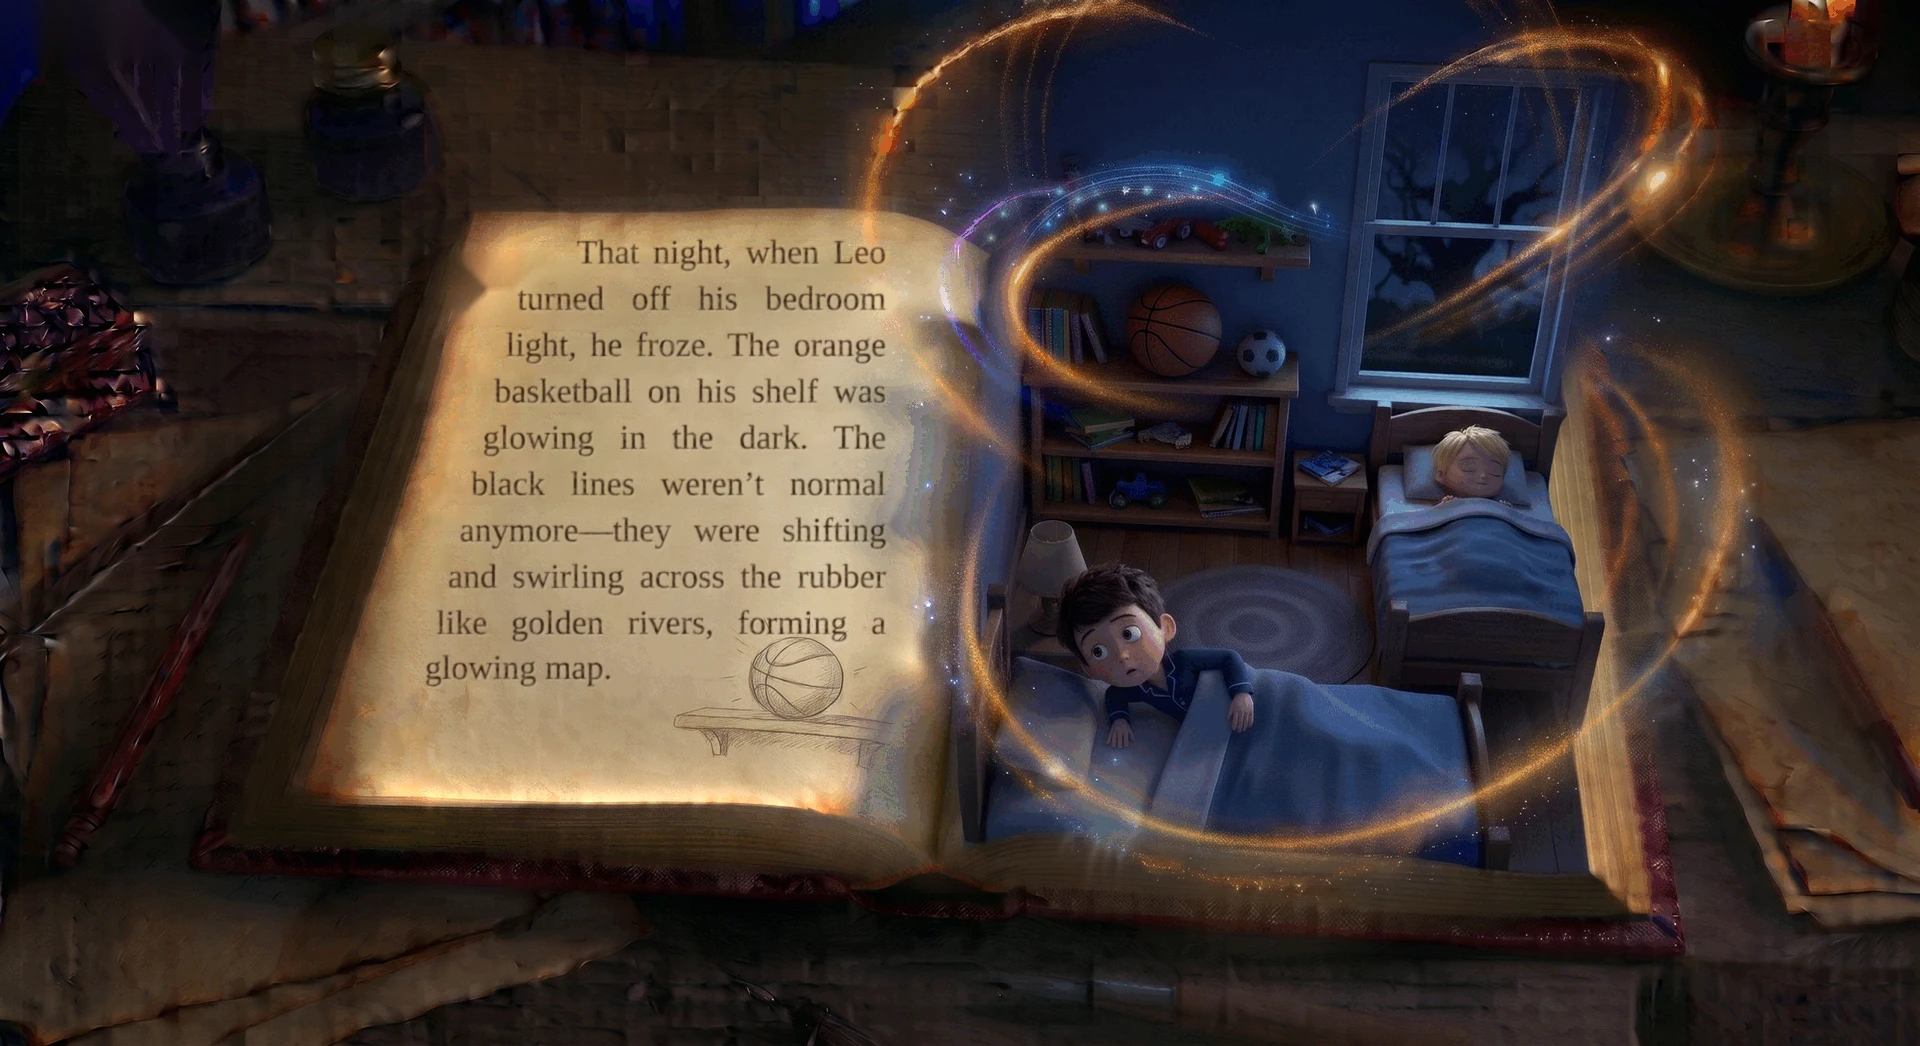 That night, when Leo
turned off his bedroom
light, he froze. The orange
basketball on his shelf was
glowing in the dark. The
black lines weren’t normal
anymore—they were shifting
and swirling across the rubber
like golden rivers, forming a
glowing map.